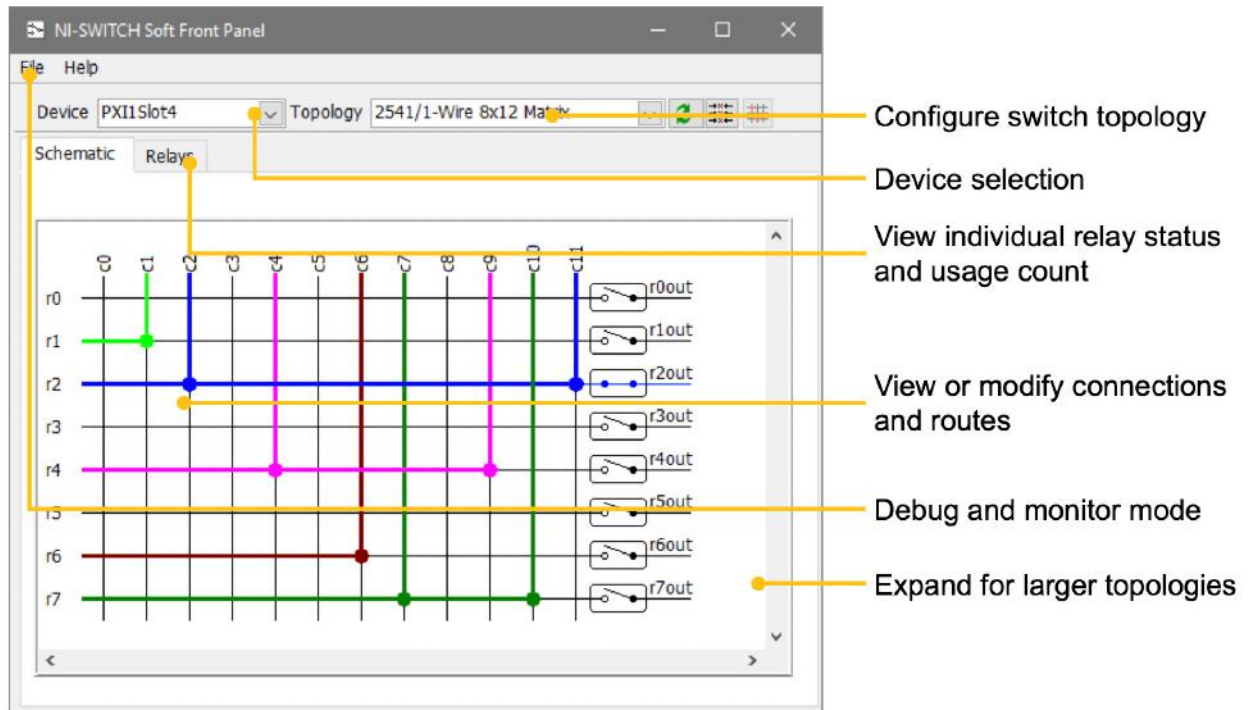 NI-SWITCH Soft Front Panel
File Help
Device PXI1Slot4 Topology 2541/1-Wire 8x12 Matrix
Configure switch topology
Schematic Relays
Device selection
View individual relay status
and usage count
c0 c1 c2 c3 c4 c5 c6 c7 c8 c9 c10 c11
r0 r0out
r1 r1out
r2 r2out
View or modify connections
and routes
r3 r3out
r4 r4out
r5 r5out
Debug and monitor mode
r6 r6out
r7 r7out
Expand for larger topologies